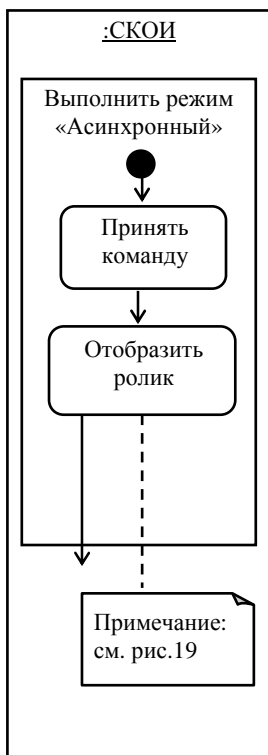 :СКОИ
Выполнить режим
«Асинхронный»
Принять
команду
Отобразить
ролик
Примечание:
см. рис.19